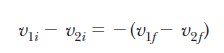 v₁ᵢ − v₂ᵢ = −(v₁f − v₂f)